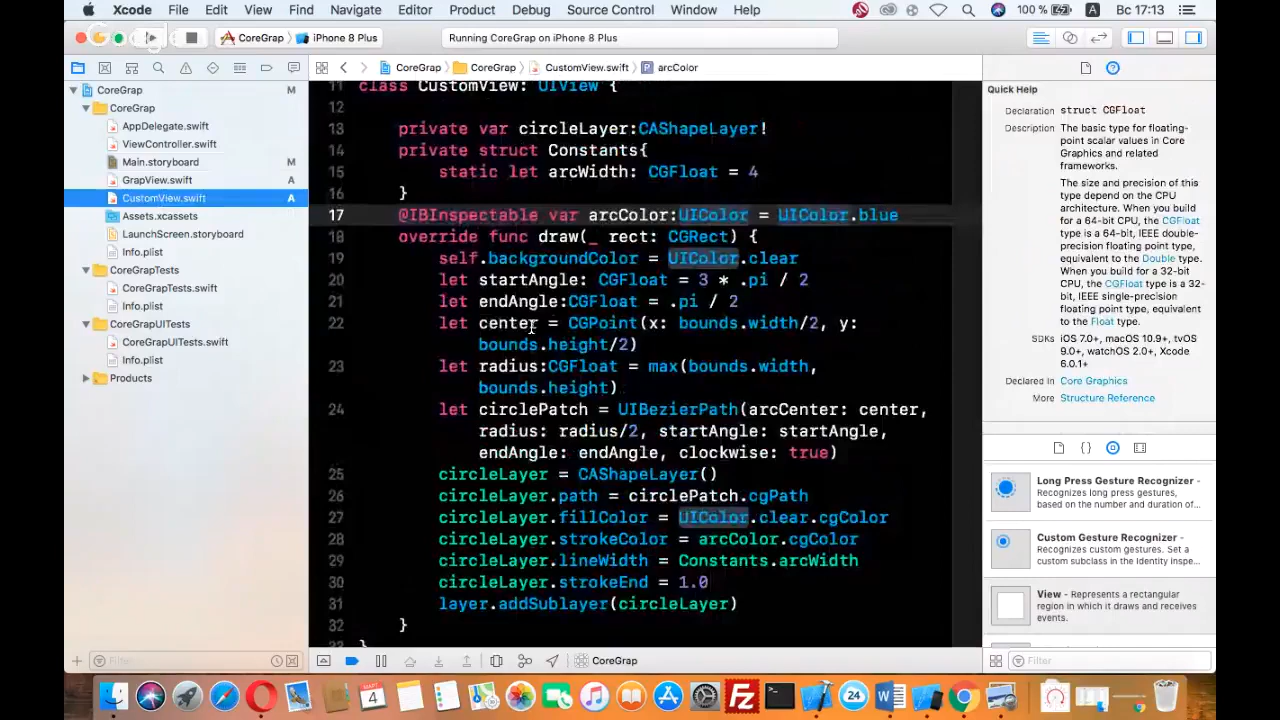 Xcode File Edit View Find Navigate Editor Product Debug Source Control Window Help 100 % A Вс 17:13
CoreGrap iPhone 8 Plus Running CoreGrap on iPhone 8 Plus
CoreGrap CoreGrap CustomView.swift P arcColor
CoreGrap M
CoreGrap
AppDelegate.swift
ViewController.swift
Main.storyboard M
GrapView.swift A
CustomView.swift A
Assets.xcassets
LaunchScreen.storyboard
Info.plist
CoreGrapTests
CoreGrapTests.swift
Info.plist
CoreGrapUITests
CoreGrapUITests.swift
Info.plist
Products
Filter
11 class CustomView: UIView {
12
13 private var circleLayer:CAShapeLayer!
14 private struct Constants{
15 static let arcWidth: CGFloat = 4
16 }
17 @IBInspectable var arcColor:UIColor = UIColor.blue
18 override func draw(_ rect: CGRect) {
19 self.backgroundColor = UIColor.clear
20 let startAngle: CGFloat = 3 * .pi / 2
21 let endAngle:CGFloat = .pi / 2
22 let center = CGPoint(x: bounds.width/2, y:
bounds.height/2)
23 let radius:CGFloat = max(bounds.width,
bounds.height)
24 let circlePatch = UIBezierPath(arcCenter: center,
radius: radius/2, startAngle: startAngle,
endAngle: endAngle, clockwise: true)
25 circleLayer = CAShapeLayer()
26 circleLayer.path = circlePatch.cgPath
27 circleLayer.fillColor = UIColor.clear.cgColor
28 circleLayer.strokeColor = arcColor.cgColor
29 circleLayer.lineWidth = Constants.arcWidth
30 circleLayer.strokeEnd = 1.0
31 layer.addSublayer(circleLayer)
32 }
33 }
CoreGrap
Quick Help
Declaration struct CGFloat
Description The basic type for floating-
point scalar values in Core
Graphics and related
frameworks.
The size and precision of this
type depend on the CPU
architecture. When you build
for a 64-bit CPU, the CGFloat
type is a 64-bit, IEEE double-
precision floating point type,
equivalent to the Double type.
When you build for a 32-
bit CPU, the CGFloat type is a 32-
bit, IEEE single-precision
floating point type, equivalent
to the Float type.
SDKs iOS 7.0+, macOS 10.9+, tvOS
9.0+, watchOS 2.0+, Xcode
6.0.1+
Declared In Core Graphics
More Structure Reference
Long Press Gesture Recognizer -
Recognizes long press gestures,
based on the number and duration of...
Custom Gesture Recognizer -
Recognizes custom gestures. Set a
custom subclass in the Identity inspe...
View - Represents a rectangular
region in which it draws and receives
events.
Filter
4 24